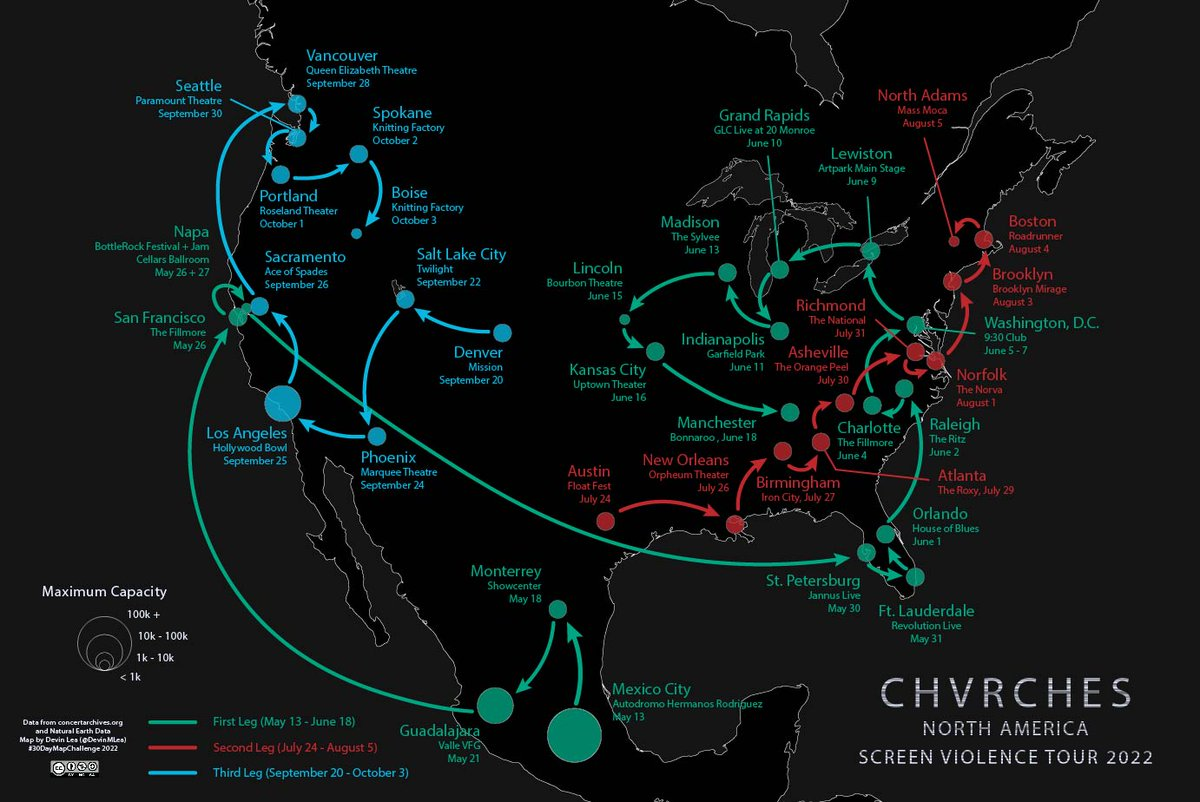 Vancouver
Queen Elizabeth Theatre
September 28
Seattle
Paramount Theatre
September 30
Spokane
Knitting Factory
October 2
Portland
Roseland Theater
October 1
Boise
Knitting Factory
October 3
Napa
BottleRock Festival + Jam
Cellars Ballroom
May 26 + 27
Sacramento
Ace of Spades
September 26
Salt Lake City
Twilight
September 22
San Francisco
The Fillmore
May 26
Denver
Mission
September 20
Los Angeles
Hollywood Bowl
September 25
Phoenix
Marquee Theatre
September 24
Grand Rapids
GLC Live at 20 Monroe
June 10
North Adams
Mass Moca
August 5
Lewiston
Artpark Main Stage
June 9
Madison
The Sylvee
June 13
Boston
Roadrunner
August 4
Lincoln
Bourbon Theatre
June 15
Brooklyn
Brooklyn Mirage
August 3
Richmond
The National
July 31
Washington, D.C.
9:30 Club
June 5 - 7
Indianapolis
Garfield Park
June 11
Asheville
The Orange Peel
July 30
Kansas City
Uptown Theater
June 16
Norfolk
The Norva
August 1
Manchester
Bonnaroo , June 18
Charlotte
The Fillmore
June 4
Raleigh
The Ritz
June 2
Austin
Float Fest
July 24
New Orleans
Orpheum Theater
July 26
Birmingham
Iron City, July 27
Atlanta
The Roxy, July 29
Orlando
House of Blues
June 1
St. Petersburg
Jannus Live
May 30
Ft. Lauderdale
Revolution Live
May 31
Monterrey
Showcenter
May 18
Mexico City
Autodromo Hermanos Rodriguez
May 13
Guadalajara
Valle VFG
May 21
Maximum Capacity
100k +
10k - 100k
1k - 10k
< 1k
Data from concertarchives.org
and Natural Earth Data
Map by Devin Lea (@DevinMLea)
#30DayMapChallenge 2022
First Leg (May 13 - June 18)
Second Leg (July 24 - August 5)
Third Leg (September 20 - October 3)
CHVRCHES
NORTH AMERICA
SCREEN VIOLENCE TOUR 2022